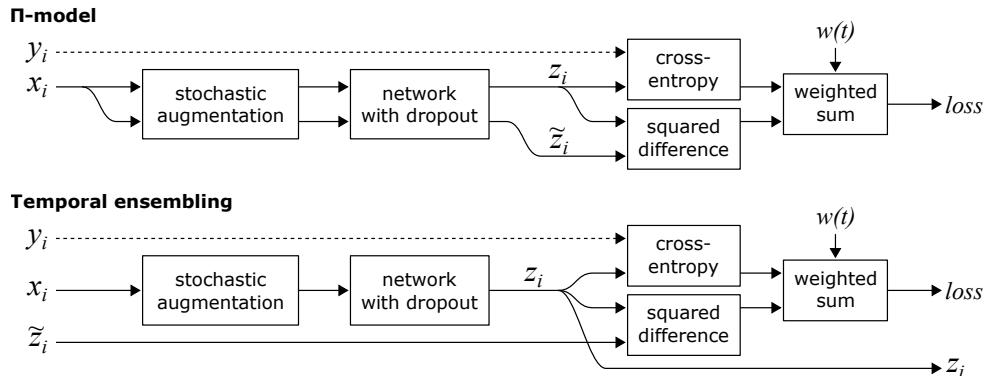 Π-model
y_i
x_i
stochastic
augmentation
network
with dropout
z_i
z̃_i
cross-
entropy
squared
difference
w(t)
weighted
sum
loss
Temporal ensembling
y_i
x_i
z̃_i
stochastic
augmentation
network
with dropout
z_i
cross-
entropy
squared
difference
w(t)
weighted
sum
loss
z_i